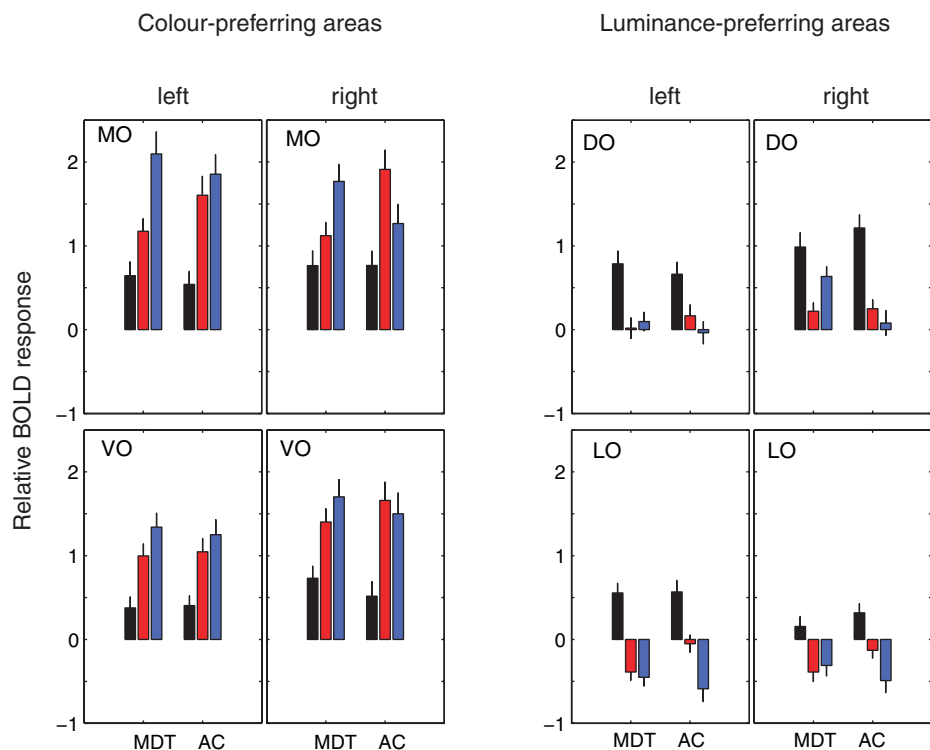 Colour-preferring areas Luminance-preferring areas
left right left right
MO MO DO DO
2 2
1 1
0 0
−1 −1
VO VO LO LO
2 2
1 1
0 0
−1 −1
MDT AC MDT AC MDT AC MDT AC
Relative BOLD response